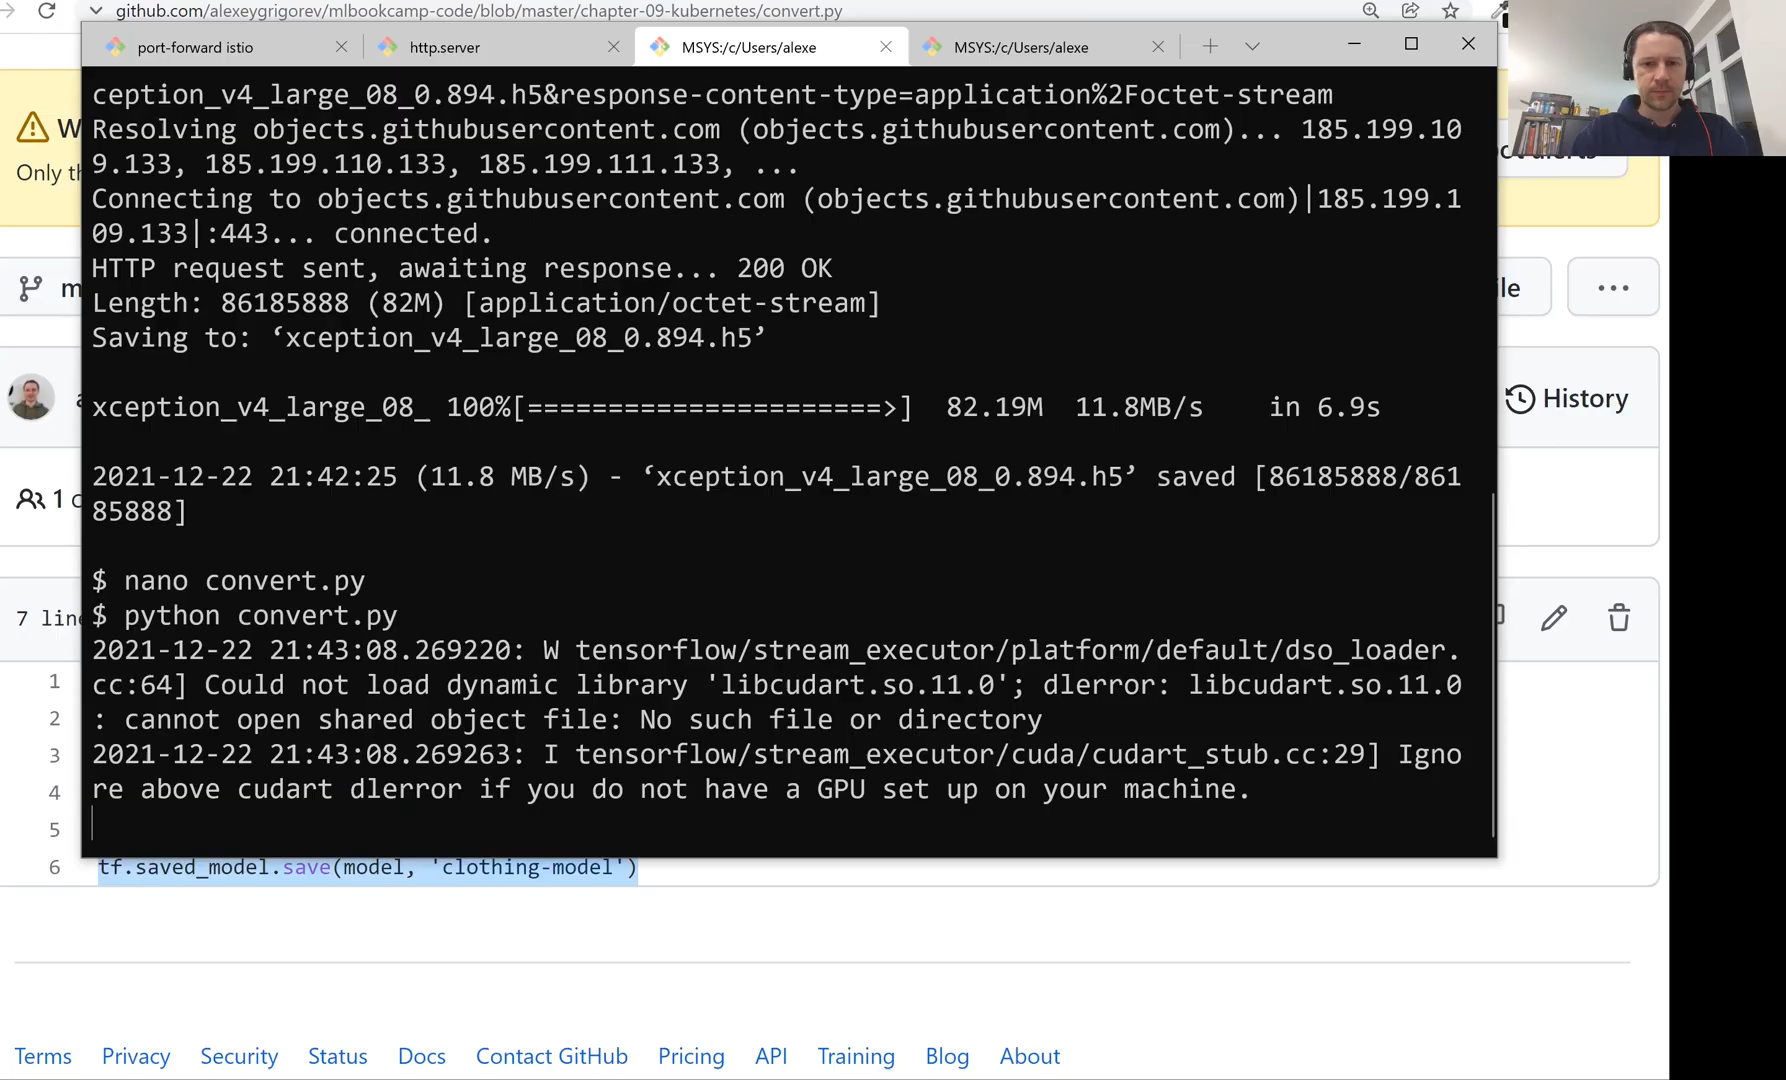 github.com/alexeygrigorev/mlbookcamp-code/blob/master/chapter-09-kubernetes/convert.py
port-forward istio
http.server
MSYS:/c/Users/alexe
MSYS:/c/Users/alexe
ception_v4_large_08_0.894.h5&response-content-type=application%2Foctet-stream
Resolving objects.githubusercontent.com (objects.githubusercontent.com)... 185.199.10
9.133, 185.199.110.133, 185.199.111.133, ...
Connecting to objects.githubusercontent.com (objects.githubusercontent.com)|185.199.1
09.133|:443... connected.
HTTP request sent, awaiting response... 200 OK
Length: 86185888 (82M) [application/octet-stream]
Saving to: ‘xception_v4_large_08_0.894.h5’
xception_v4_large_08_ 100%[======================>] 82.19M 11.8MB/s in 6.9s
2021-12-22 21:42:25 (11.8 MB/s) - ‘xception_v4_large_08_0.894.h5’ saved [86185888/861
85888]
$ nano convert.py
$ python convert.py
2021-12-22 21:43:08.269220: W tensorflow/stream_executor/platform/default/dso_loader.
cc:64] Could not load dynamic library 'libcudart.so.11.0'; dlerror: libcudart.so.11.0
: cannot open shared object file: No such file or directory
2021-12-22 21:43:08.269263: I tensorflow/stream_executor/cuda/cudart_stub.cc:29] Igno
re above cudart dlerror if you do not have a GPU set up on your machine.
W
Only th
m
le
History
1
7 line
1
2
3
4
5
6 tf.saved_model.save(model, 'clothing-model')
Terms Privacy Security Status Docs Contact GitHub Pricing API Training Blog About